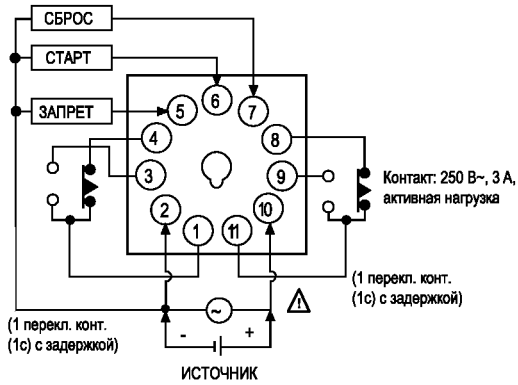 СБРОС
СТАРТ
ЗАПРЕТ
5
6
7
4
8
3
9
2
10
1
11
Контакт: 250 В~, 3 А,
активная нагрузка
(1 перекл. конт.
(1с) с задержкой)
~
(1 перекл. конт.
(1с) с задержкой)
- +
ИСТОЧНИК